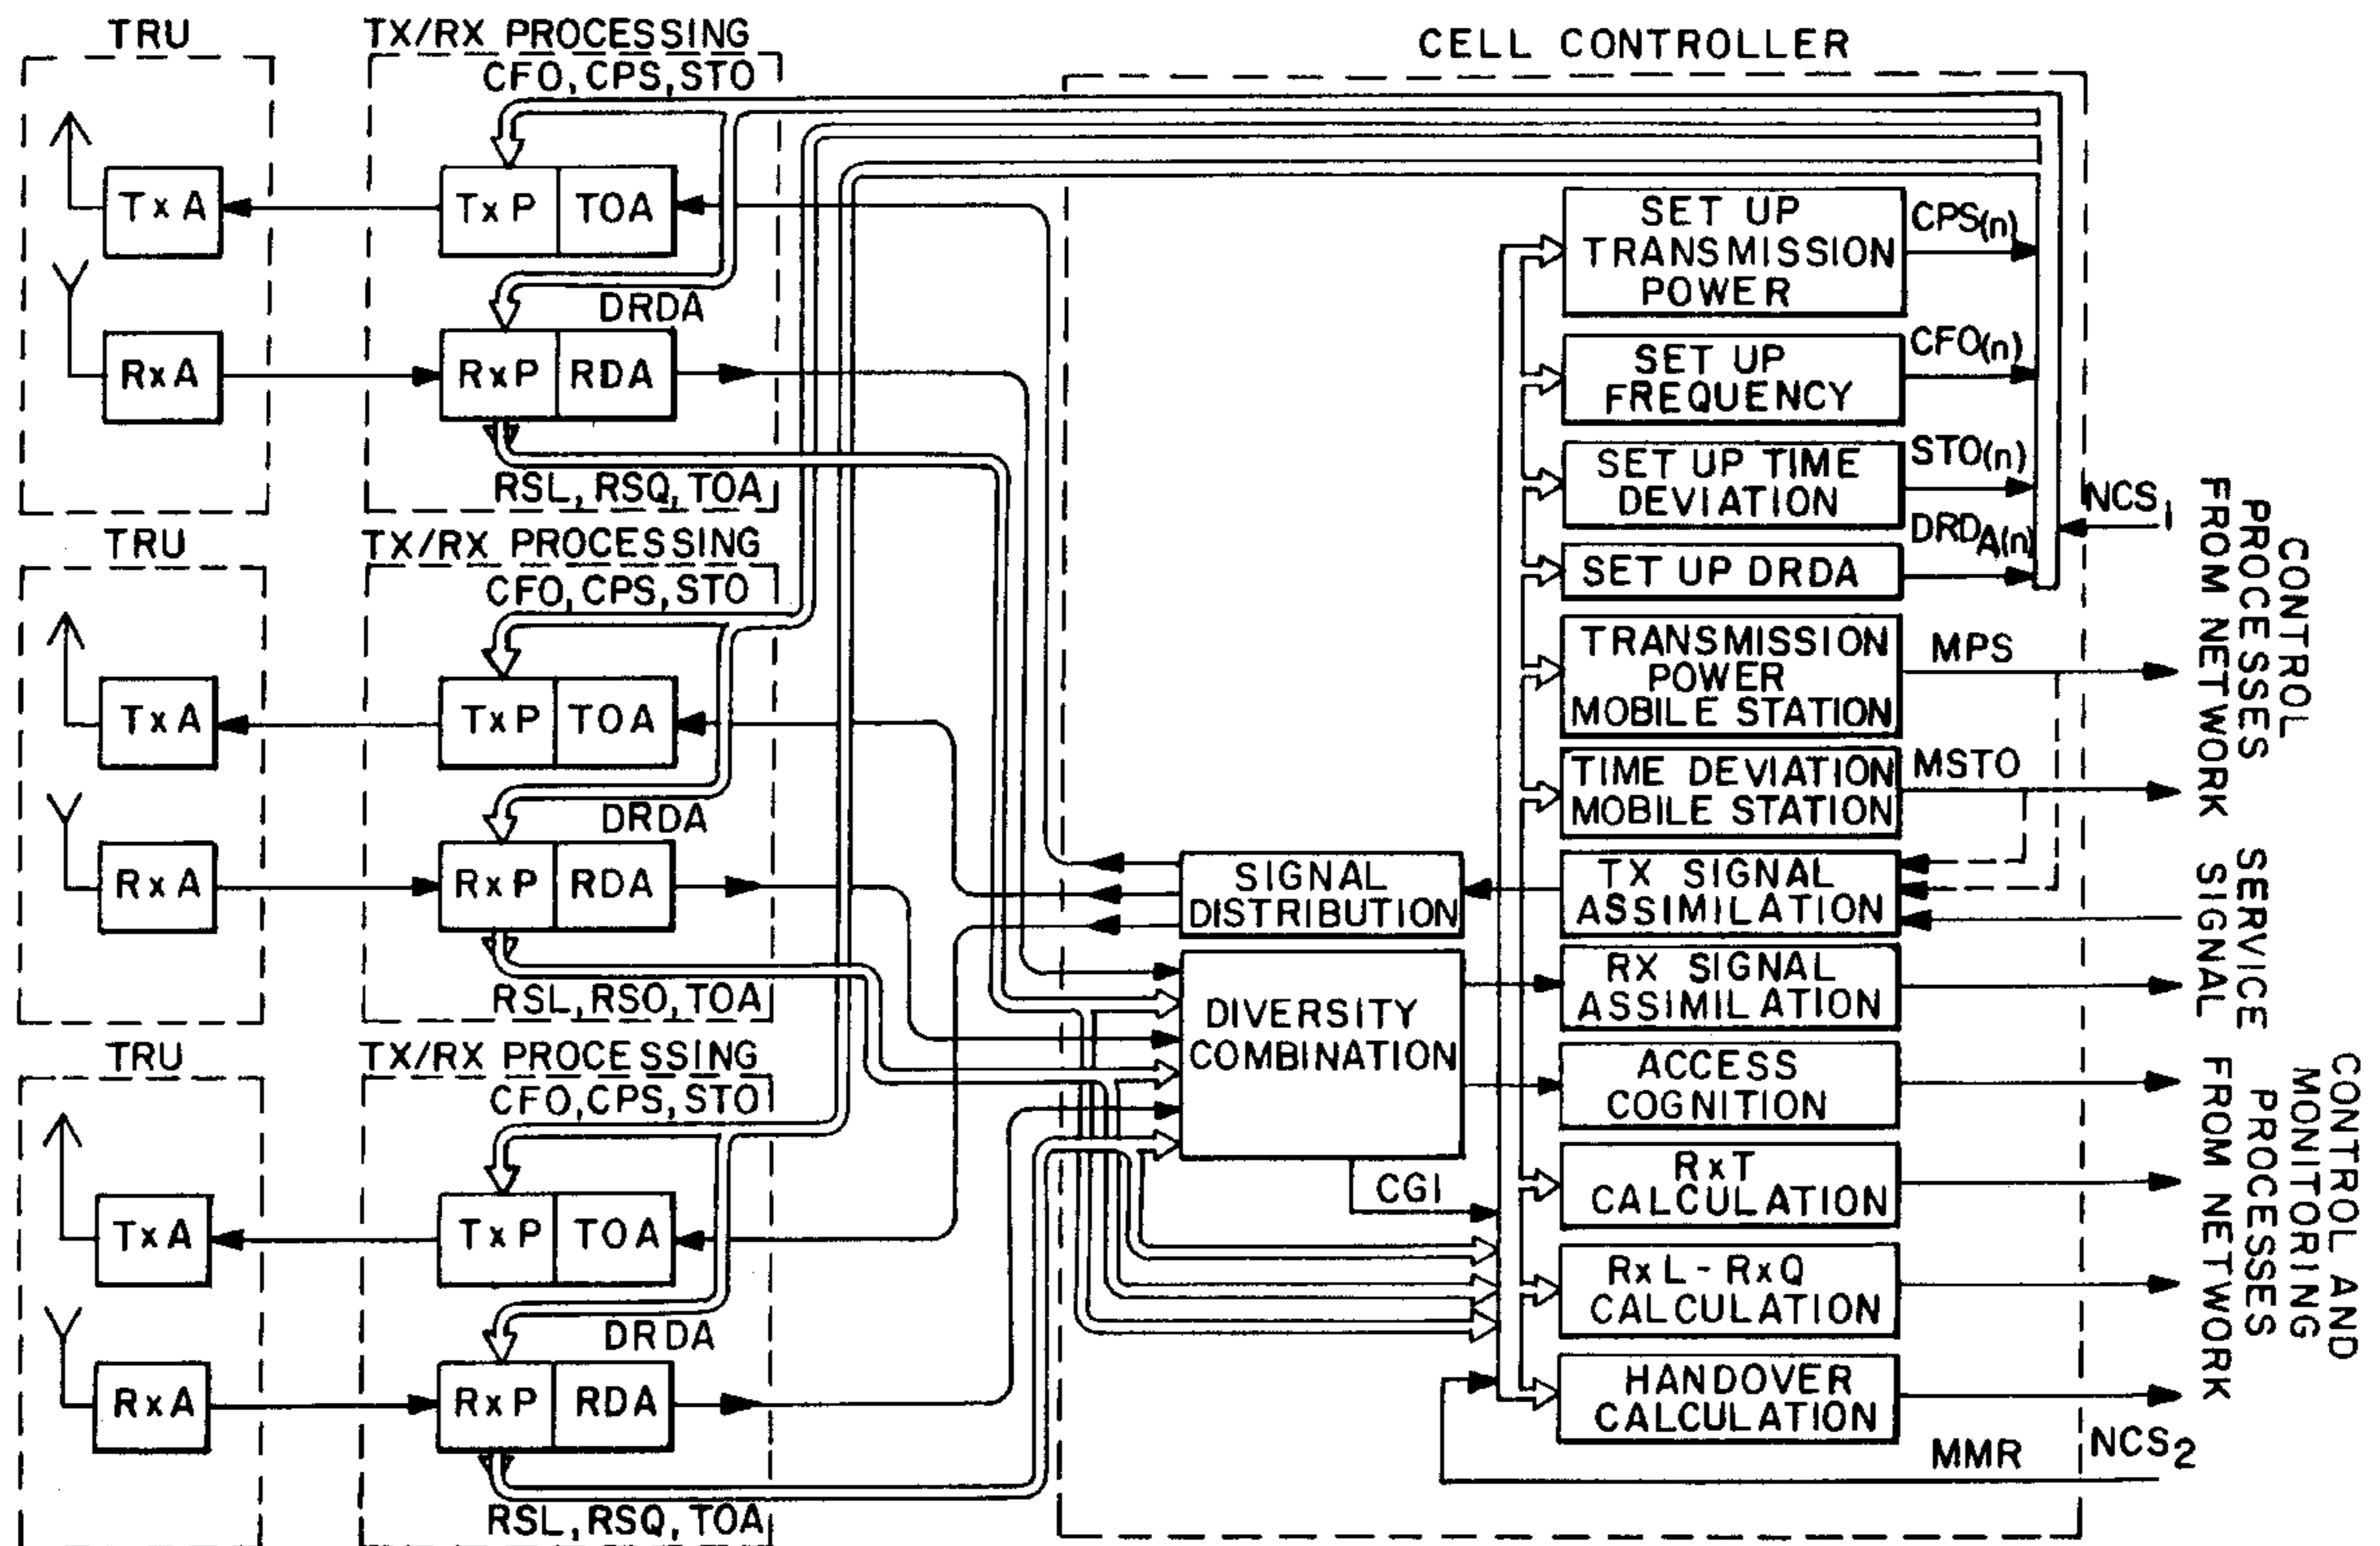 TRU
TX/RX PROCESSING
CFO, CPS, STO
TxA
TxP
TOA
DRDA
RxA
RxP
RDA
RSL, RSQ, TOA
TRU
TX/RX PROCESSING
CFO, CPS, STO
TxA
TxP
TOA
DRDA
RxA
RxP
RDA
RSL, RSO, TOA
TRU
TX/RX PROCESSING
CFO, CPS, STO
TxA
TxP
TOA
DRDA
RxA
RxP
RDA
RSL, RSQ, TOA
CELL CONTROLLER
SIGNAL
DISTRIBUTION
DIVERSITY
COMBINATION
CGI
SET UP
TRANSMISSION
POWER
CPS(n)
SET UP
FREQUENCY
CFO(n)
SET UP TIME
DEVIATION
STO(n)
SET UP DRDA
DRDA(n)
TRANSMISSION
POWER
MOBILE STATION
MPS
TIME DEVIATION
MOBILE STATION
MSTO
TX SIGNAL
ASSIMILATION
RX SIGNAL
ASSIMILATION
ACCESS
COGNITION
RxT
CALCULATION
RxL-RxQ
CALCULATION
HANDOVER
CALCULATION
MMR
NCS1
NCS2
CONTROL
PROCESSES
FROM NETWORK
SERVICE
SIGNAL
CONTROL AND
MONITORING
PROCESSES
FROM NETWORK